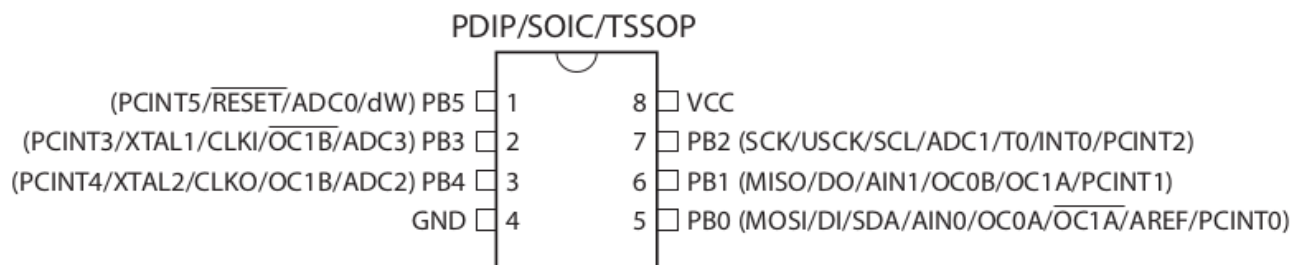 PDIP/SOIC/TSSOP
(PCINT5/RESET/ADC0/dW) PB5 1 8 VCC
(PCINT3/XTAL1/CLKI/OC1B/ADC3) PB3 2 7 PB2 (SCK/USCK/SCL/ADC1/T0/INT0/PCINT2)
(PCINT4/XTAL2/CLKO/OC1B/ADC2) PB4 3 6 PB1 (MISO/DO/AIN1/OC0B/OC1A/PCINT1)
GND 4 5 PB0 (MOSI/DI/SDA/AIN0/OC0A/OC1A/AREF/PCINT0)